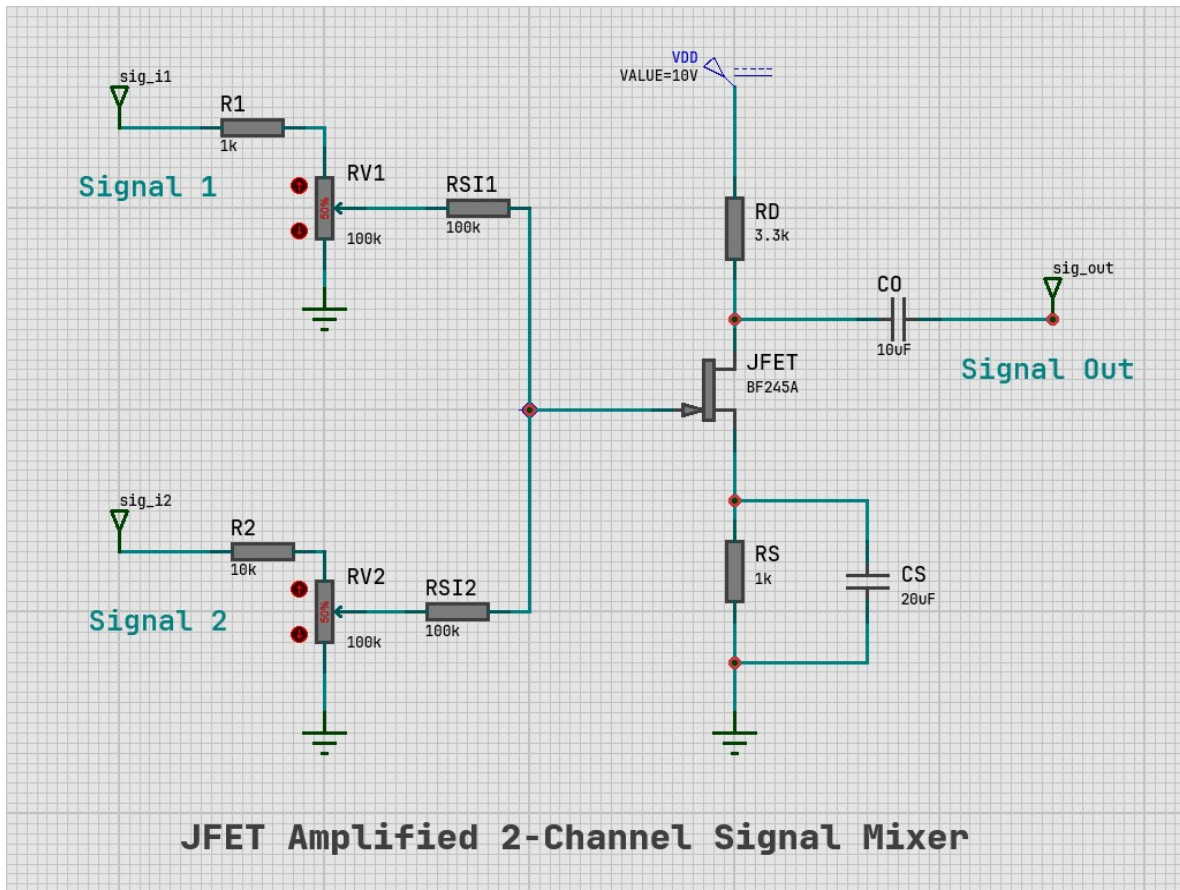 sig_i1
R1
1k
Signal 1
RV1
50%
100k
RSI1
100k
VDD
VALUE=10V
RD
3.3k
CO
10uF
sig_out
Signal Out
JFET
BF245A
sig_i2
R2
10k
Signal 2
RV2
50%
100k
RSI2
100k
RS
1k
CS
20uF
JFET Amplified 2-Channel Signal Mixer